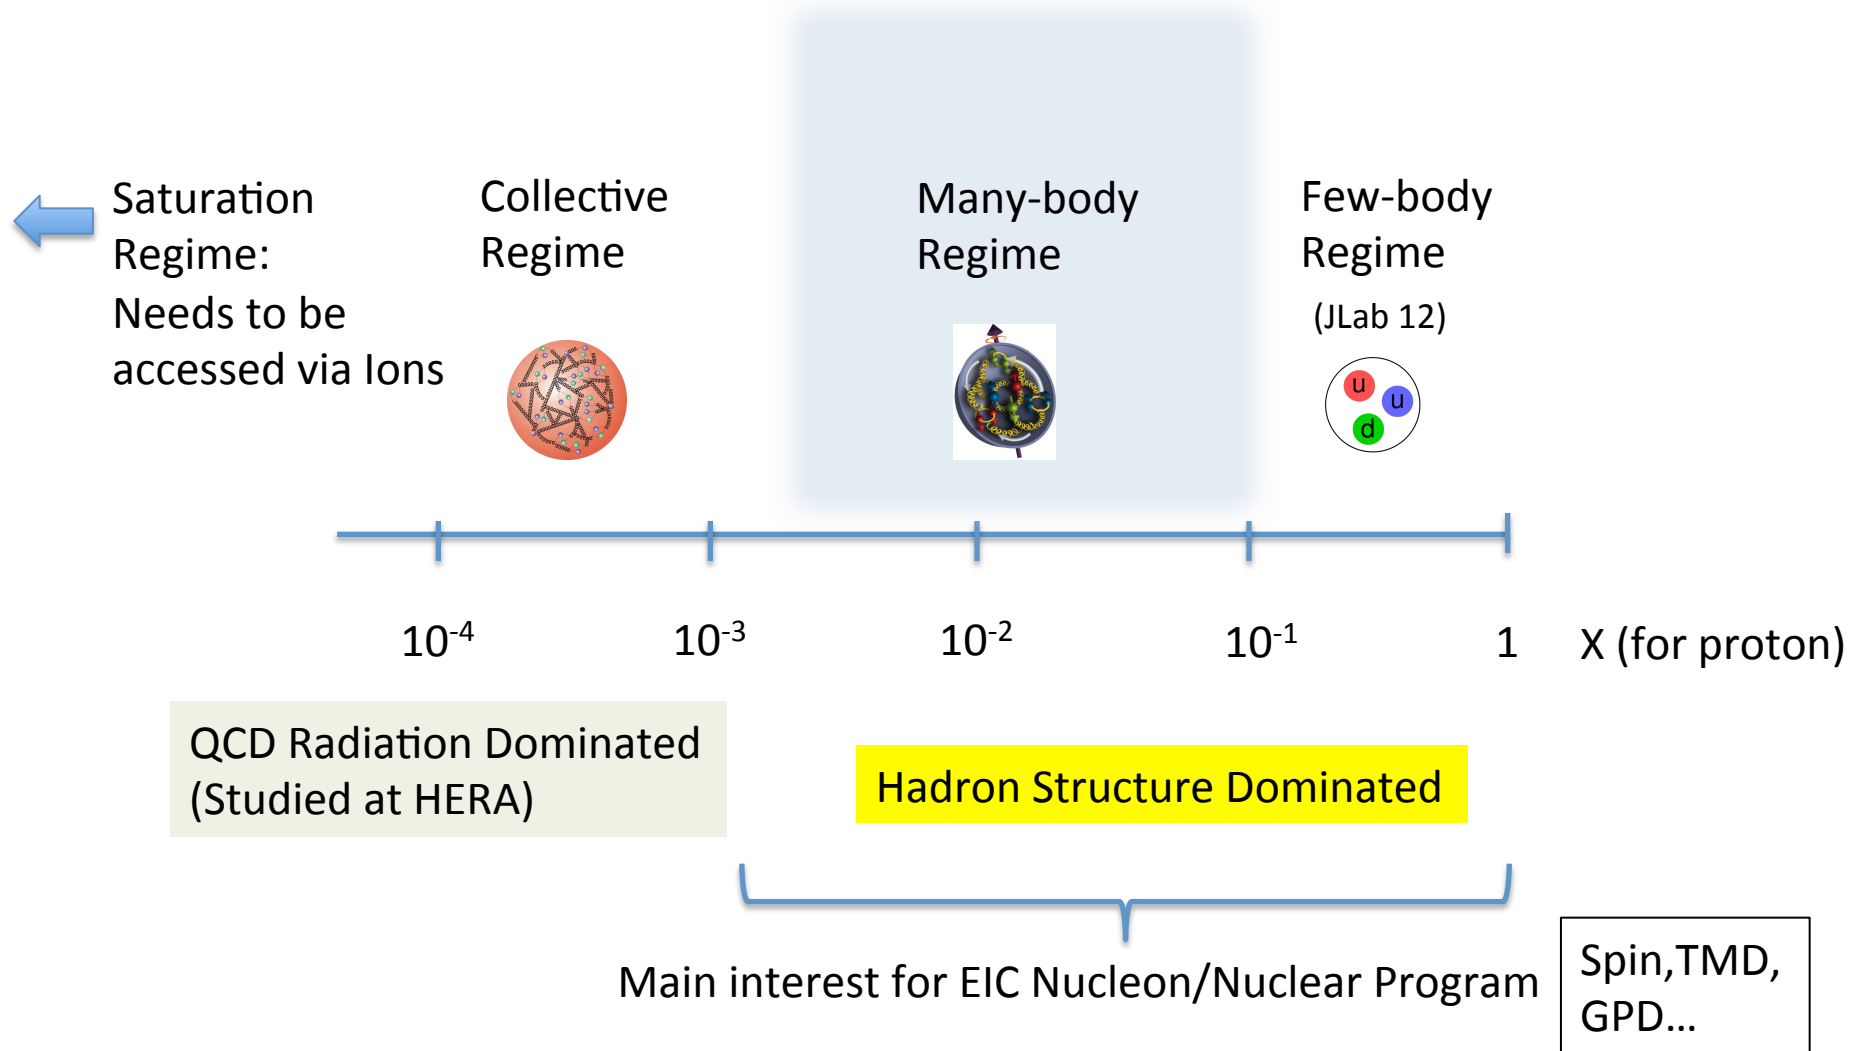 Saturation
Regime:
Needs to be
accessed via Ions
Collective
Regime
Many-body
Regime
Few-body
Regime
(JLab 12)
u
u
d
10⁻⁴
10⁻³
10⁻²
10⁻¹
1
X (for proton)
QCD Radiation Dominated
(Studied at HERA)
Hadron Structure Dominated
Main interest for EIC Nucleon/Nuclear Program
Spin,TMD,
GPD...